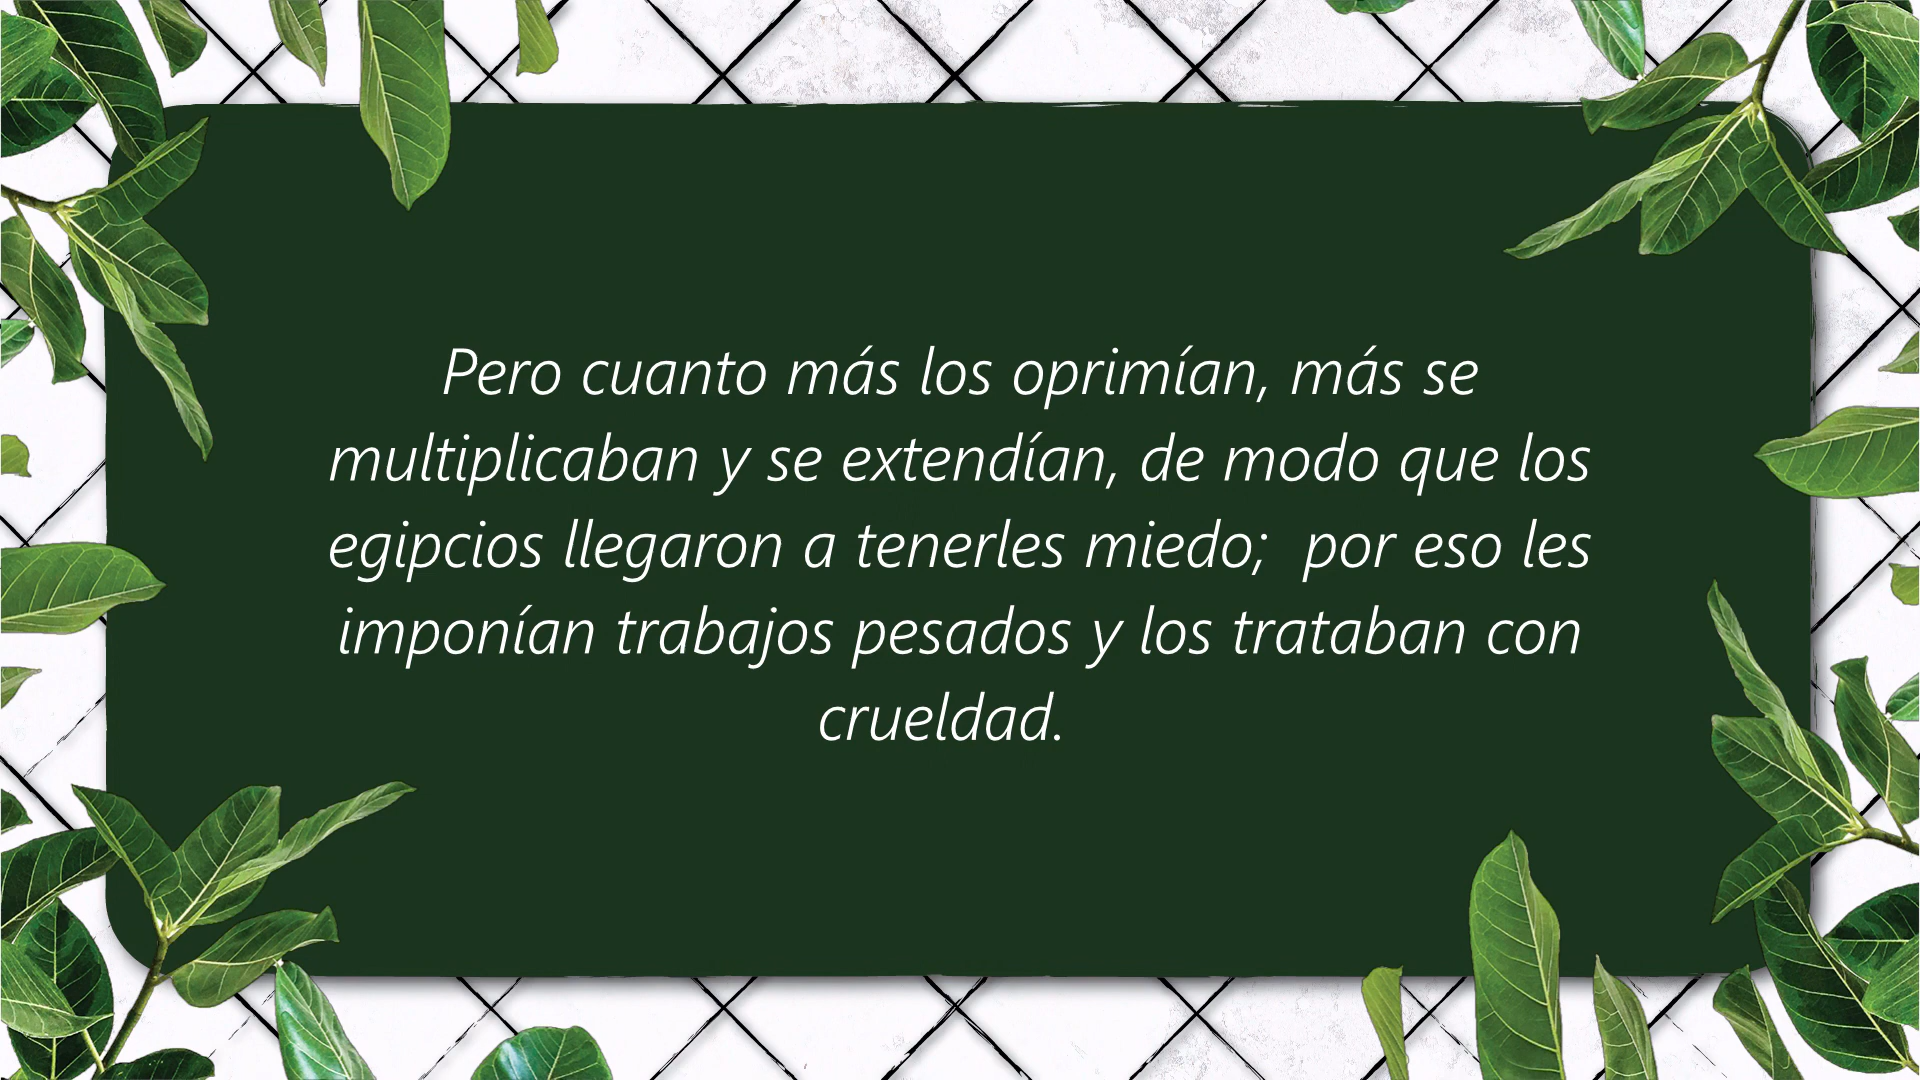 Pero cuanto más los oprimían, más se
multiplicaban y se extendían, de modo que los
egipcios llegaron a tenerles miedo;  por eso les
imponían trabajos pesados y los trataban con
crueldad.